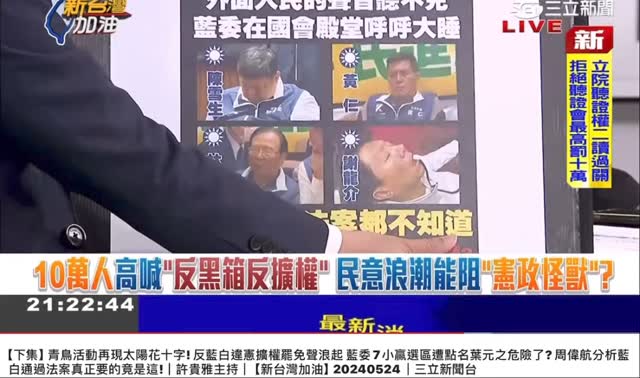 新台灣
加油
三立新聞
LIVE
新
立院聽證權二讀過關
拒絕聽證會最高罰十萬
外面人民的聲音聽不見
藍委在國會殿堂呼呼大睡
陳雪生
黃仁
謝龍介
案都不知道
10萬人高喊"反黑箱反擴權" 民意浪潮能阻"憲政怪獸"?
21:22:44
最新消
【下集】青鳥活動再現太陽花十字!反藍白違憲擴權罷免聲浪起 藍委7小贏選區遭點名葉元之危險了?周偉航分析藍
白通過法案真正要的竟是這!│許貴雅主持│【新台灣加油】20240524│三立新聞台